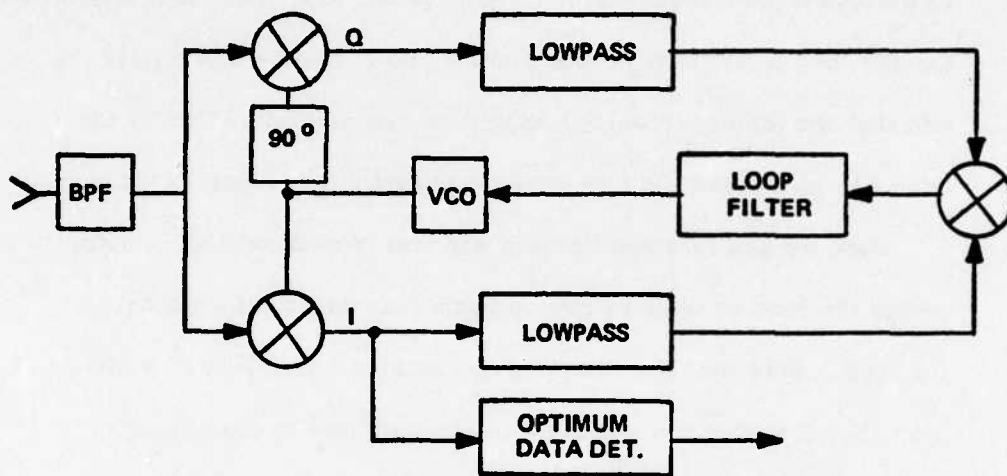 Q
LOWPASS
90°
BPF
VCO
LOOP
FILTER
I
LOWPASS
OPTIMUM
DATA DET.